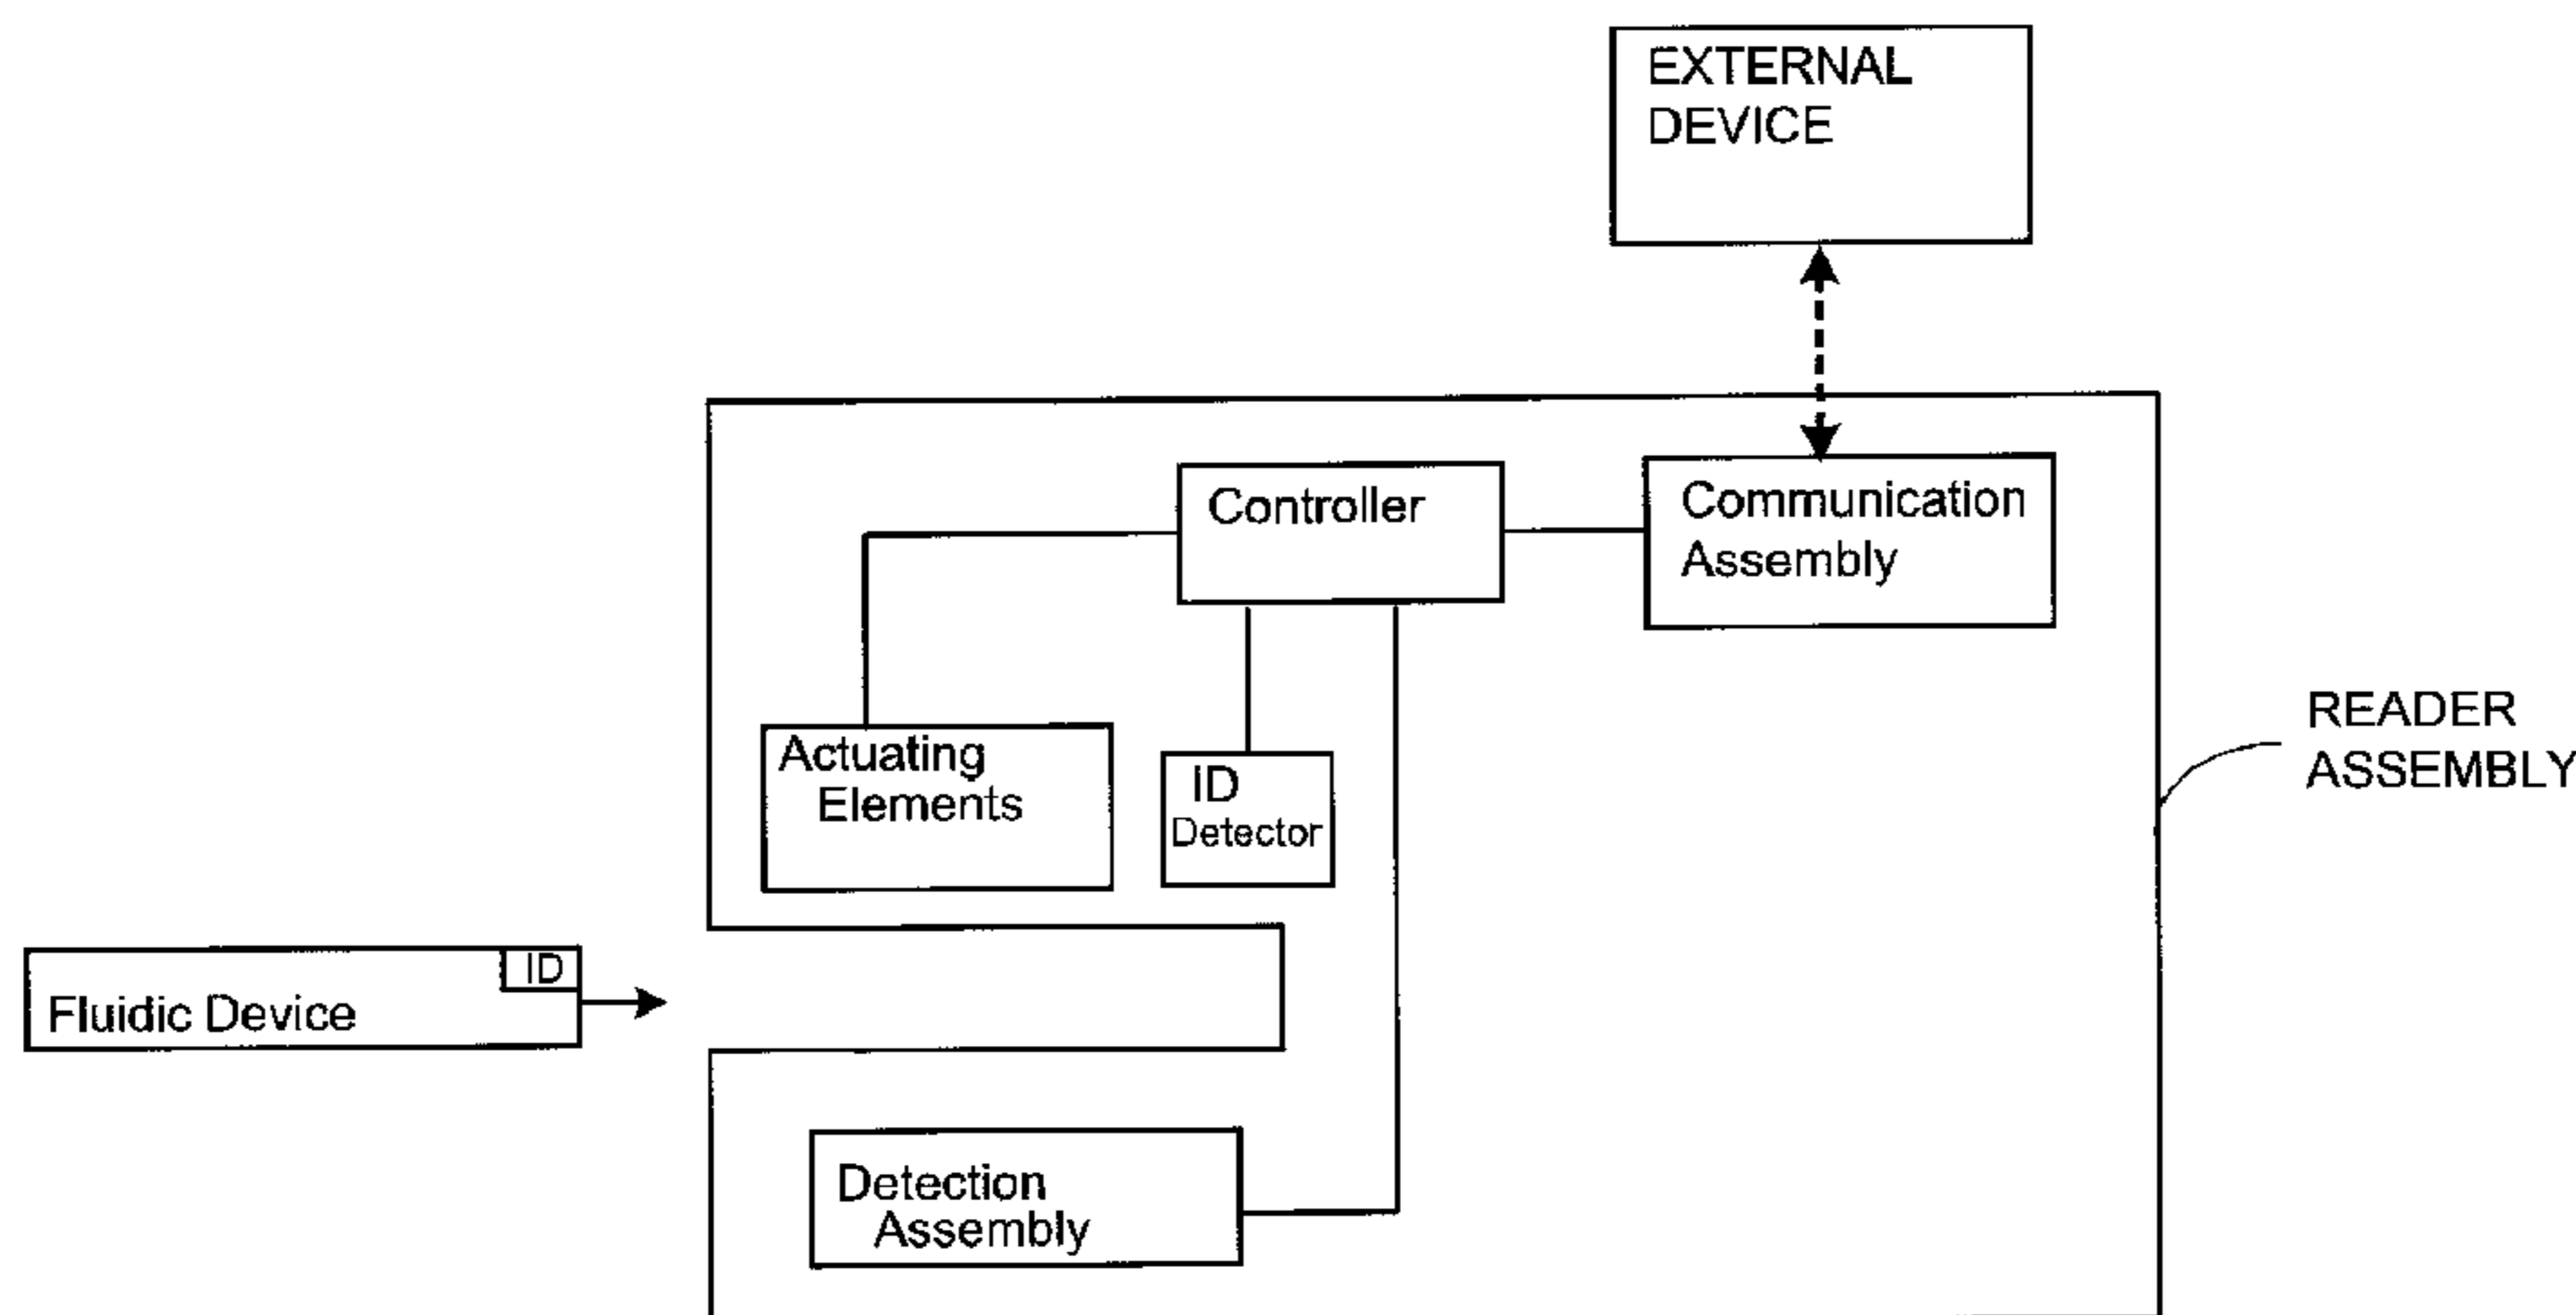 EXTERNAL
DEVICE
Controller
Communication
Assembly
READER
ASSEMBLY
Actuating
Elements
ID
Detector
ID
Fluidic Device
Detection
Assembly